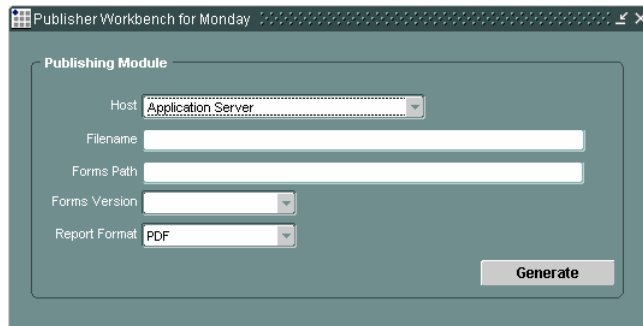 Publisher Workbench for Monday
Publishing Module
Host Application Server
Filename
Forms Path
Forms Version
Report Format PDF
Generate